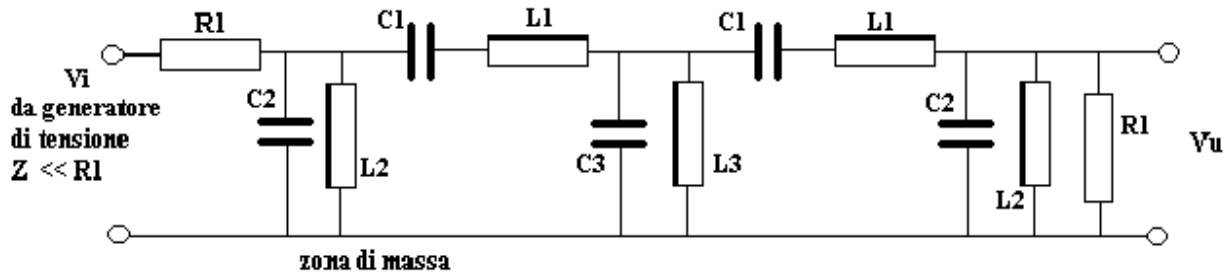 R1
C1
L1
C1
L1
Vi
da generatore
di tensione
Z << R1
C2
L2
C3
L3
C2
L2
R1
Vu
zona di massa